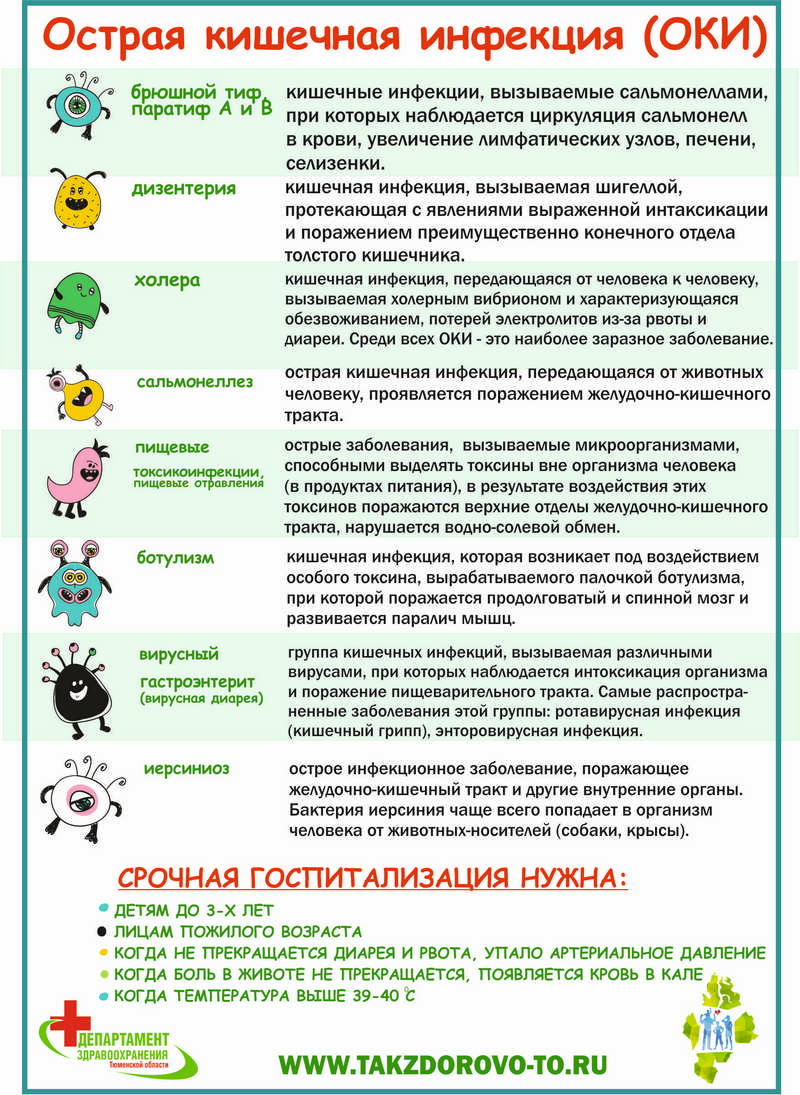 Острая кишечная инфекция (ОКИ)
брюшной тиф,
паратиф А и В
кишечные инфекции, вызываемые сальмонеллами,
при которых наблюдается циркуляция сальмонелл
в крови, увеличение лимфатических узлов, печени,
селизенки.
дизентерия
кишечная инфекция, вызываемая шигеллой,
протекающая с явлениями выраженной интаксикации
и поражением преимущественно конечного отдела
толстого кишечника.
холера
кишечная инфекция, передающаяся от человека к человеку,
вызываемая холерным вибрионом и характеризующаяся
обезвоживанием, потерей электролитов из-за рвоты и
диареи. Среди всех ОКИ - это наиболее заразное заболевание.
сальмонеллез
острая кишечная инфекция, передающаяся от животных
человеку, проявляется поражением желудочно-кишечного
тракта.
пищевые
токсикоинфекции,
пищевые отравления
острые заболевания, вызываемые микроорганизмами,
способными выделять токсины вне организма человека
(в продуктах питания), в результате воздействия этих
токсинов поражаются верхние отделы желудочно-кишечного
тракта, нарушается водно-солевой обмен.
ботулизм
кишечная инфекция, которая возникает под воздействием
особого токсина, вырабатываемого палочкой ботулизма,
при которой поражается продолговатый и спинной мозг и
развивается паралич мышц.
вирусный
гастроэнтерит
(вирусная диарея)
группа кишечных инфекций, вызываемая различными
вирусами, при которых наблюдается интоксикация организма
и поражение пищеварительного тракта. Самые распростра-
ненные заболевания этой группы: ротавирусная инфекция
(кишечный грипп), энторовирусная инфекция.
иерсиниоз
острое инфекционное заболевание, поражающее
желудочно-кишечный тракт и другие внутренние органы.
Бактерия иерсиния чаще всего попадает в организм
человека от животных-носителей (собаки, крысы).
СРОЧНАЯ ГОСПИТАЛИЗАЦИЯ НУЖНА:
ДЕТЯМ ДО 3-Х ЛЕТ
ЛИЦАМ ПОЖИЛОГО ВОЗРАСТА
КОГДА НЕ ПРЕКРАЩАЕТСЯ ДИАРЕЯ И РВОТА, УПАЛО АРТЕРИАЛЬНОЕ ДАВЛЕНИЕ
КОГДА БОЛЬ В ЖИВОТЕ НЕ ПРЕКРАЩАЕТСЯ, ПОЯВЛЯЕТСЯ КРОВЬ В КАЛЕ
КОГДА ТЕМПЕРАТУРА ВЫШЕ 39-40 °С
ДЕПАРТАМЕНТ
ЗДРАВООХРАНЕНИЯ
Тюменской области
WWW.TAKZDOROVO-TO.RU